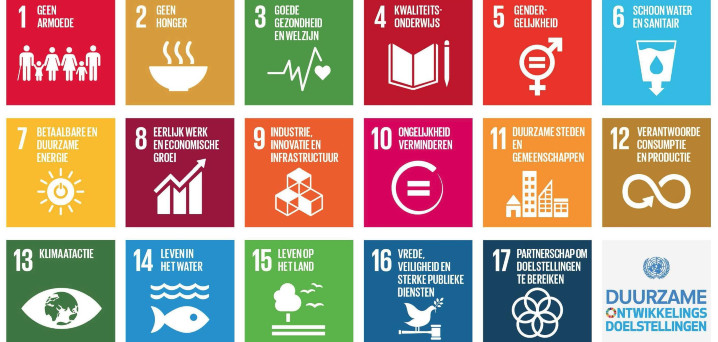 1 GEEN
ARMOEDE
2 GEEN
HONGER
3 GOEDE
GEZONDHEID
EN WELZIJN
4 KWALITEITS-
ONDERWIJS
5 GENDER-
GELIJKHEID
6 SCHOON WATER
EN SANITAIR
7 BETAALBARE EN
DUURZAME
ENERGIE
8 EERLIJK WERK
EN ECONOMISCHE
GROEI
9 INDUSTRIE,
INNOVATIE EN
INFRASTRUCTUUR
10 ONGELIJKHEID
VERMINDEREN
11 DUURZAME STEDEN
EN
GEMEENSCHAPPEN
12 VERANTWOORDE
CONSUMPTIE
EN PRODUCTIE
13 KLIMAATACTIE
14 LEVEN IN
HET WATER
15 LEVEN OP
HET LAND
16 VREDE,
VEILIGHEID EN
STERKE PUBLIEKE
DIENSTEN
17 PARTNERSCHAP OM
DOELSTELLINGEN
TE BEREIKEN
DUURZAME
ONTWIKKELINGS
DOELSTELLINGEN